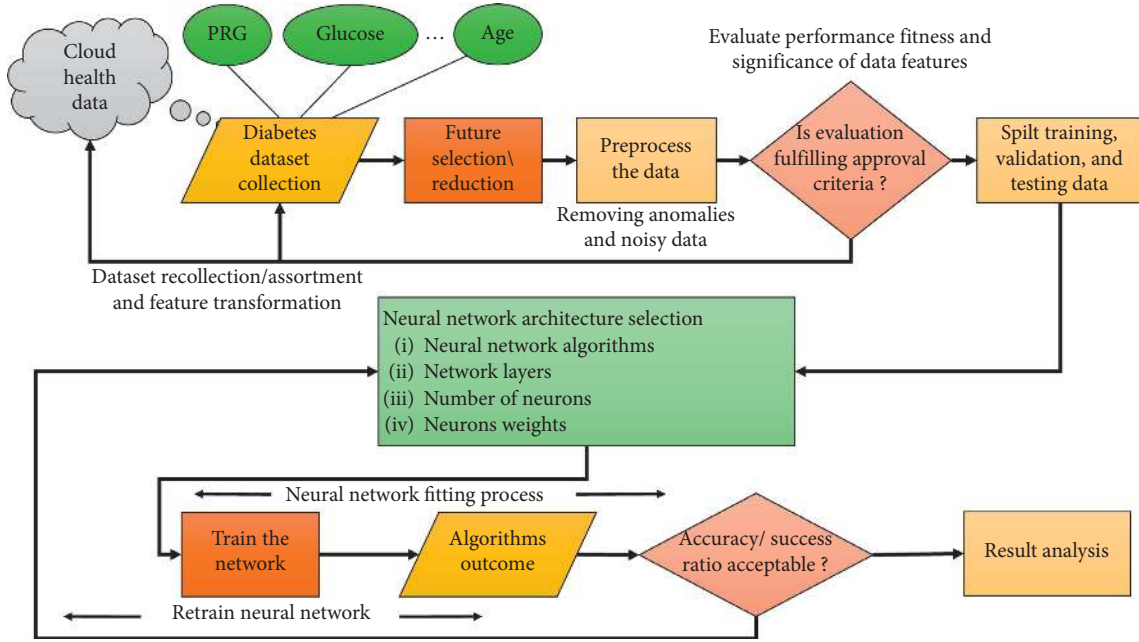 Cloud
health
data
PRG
Glucose
...
Age
Evaluate performance fitness and
significance of data features
Diabetes
dataset
collection
Future
selection\
reduction
Preprocess
the data
Removing anomalies
and noisy data
Is evaluation
fulfilling approval
criteria ?
Spilt training,
validation, and
testing data
Dataset recollection/assortment
and feature transformation
Neural network architecture selection
(i) Neural network algorithms
(ii) Network layers
(iii) Number of neurons
(iv) Neurons weights
Neural network fitting process
Train the
network
Algorithms
outcome
Accuracy/ success
ratio acceptable ?
Result analysis
Retrain neural network